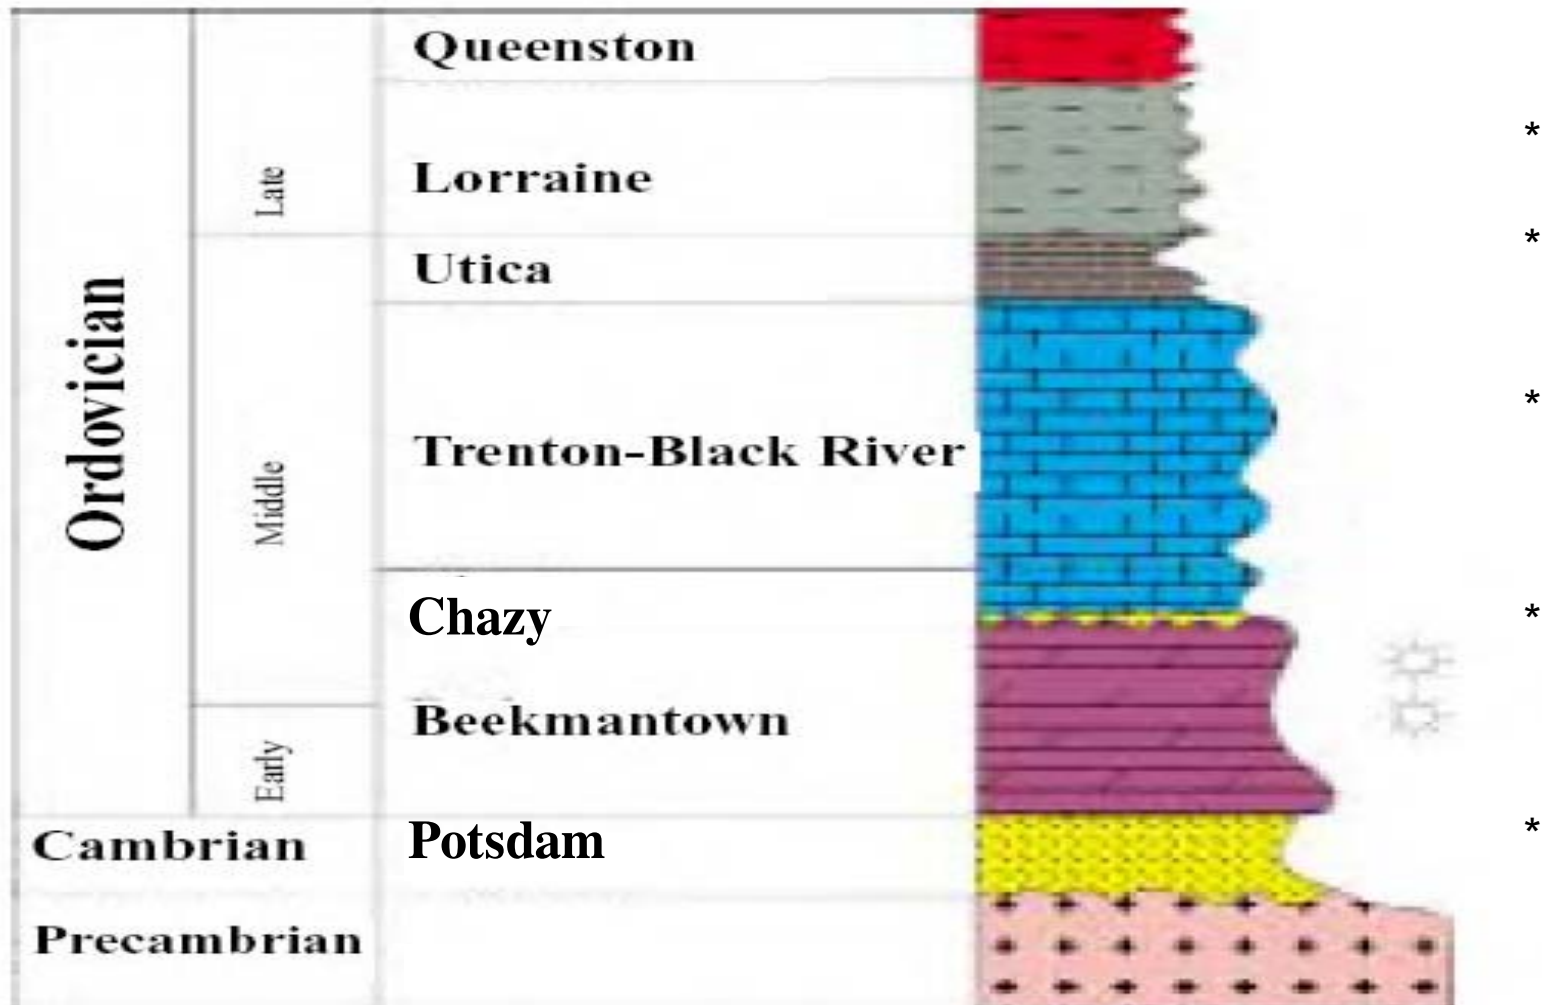 Queenston
*
Lorraine
Late
*
Utica
Ordovician
*
Trenton-Black River
Middle
Chazy
*
Beekmantown
Early
Cambrian
Potsdam
*
Precambrian